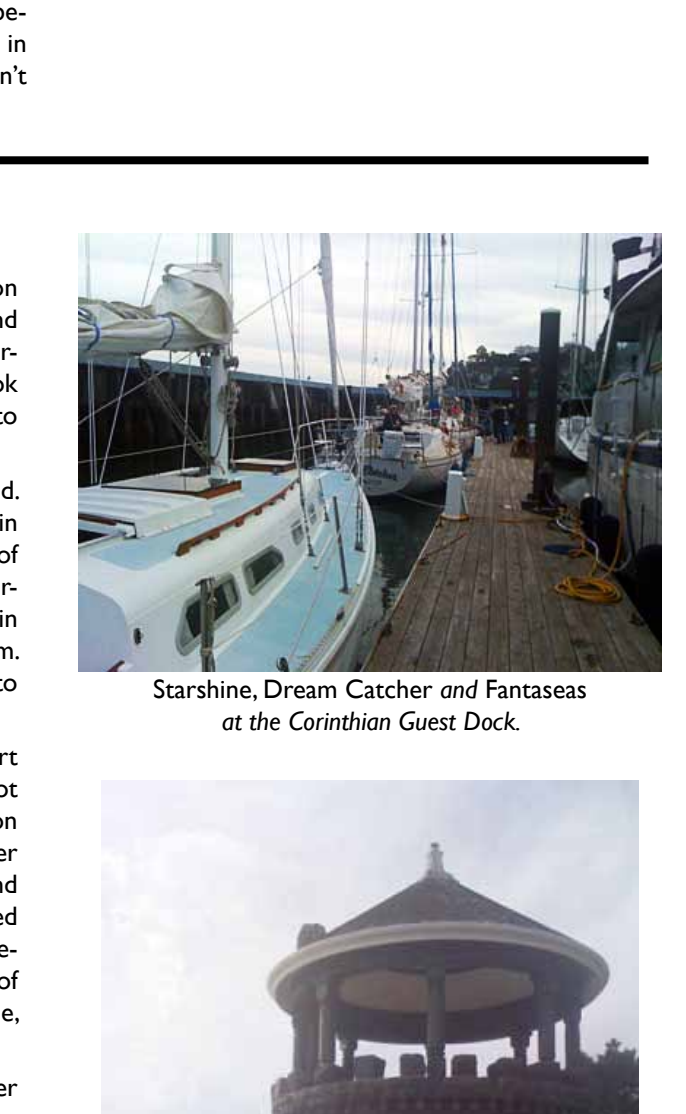 pe-
in
n't
on
nd
r-
ok
to
d.
in
of
r-
in
m.
to
Starshine, Dream Catcher and Fantaseas
at the Corinthian Guest Dock.
rt
ot
on
er
nd
ed
e-
of
e,
er